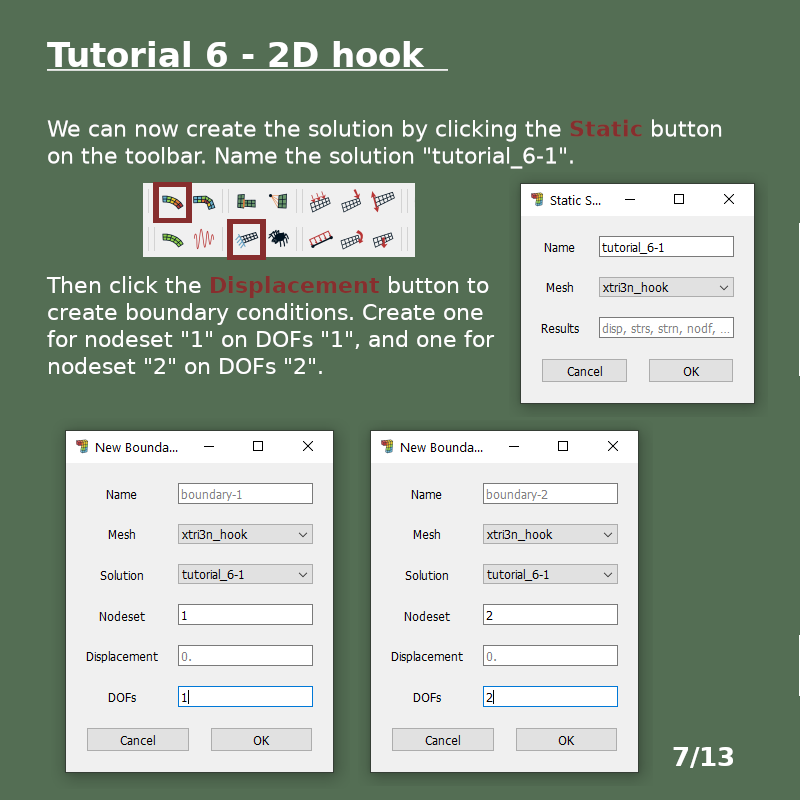 Tutorial 6 - 2D hook
We can now create the solution by clicking the Static button
on the toolbar. Name the solution "tutorial_6-1".
Static S...
Name tutorial_6-1
Mesh xtri3n_hook
Results disp, strs, strn, nodf, ...
Cancel OK
Then click the Displacement button to
create boundary conditions. Create one
for nodeset "1" on DOFs "1", and one for
nodeset "2" on DOFs "2".
New Bounda...
Name boundary-1
Mesh xtri3n_hook
Solution tutorial_6-1
Nodeset 1
Displacement 0.
DOFs 1
Cancel OK
New Bounda...
Name boundary-2
Mesh xtri3n_hook
Solution tutorial_6-1
Nodeset 2
Displacement 0.
DOFs 2
Cancel OK
7/13